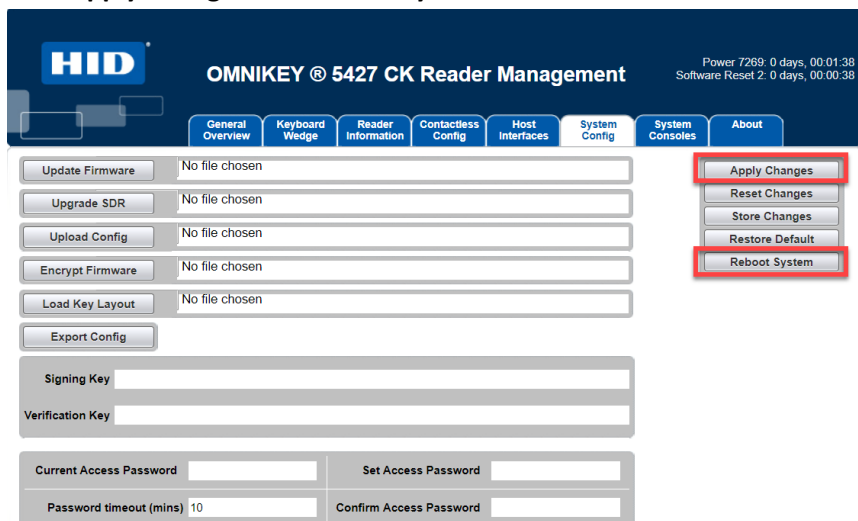 HID
OMNIKEY ® 5427 CK Reader Management
Power 7269: 0 days, 00:01:38
Software Reset 2: 0 days, 00:00:38
General Overview
Keyboard Wedge
Reader Information
Contactless Config
Host Interfaces
System Config
System Consoles
About
Update Firmware No file chosen
Upgrade SDR No file chosen
Upload Config No file chosen
Encrypt Firmware No file chosen
Load Key Layout No file chosen
Export Config
Apply Changes
Reset Changes
Store Changes
Restore Default
Reboot System
Signing Key
Verification Key
Current Access Password Set Access Password
Password timeout (mins) 10 Confirm Access Password